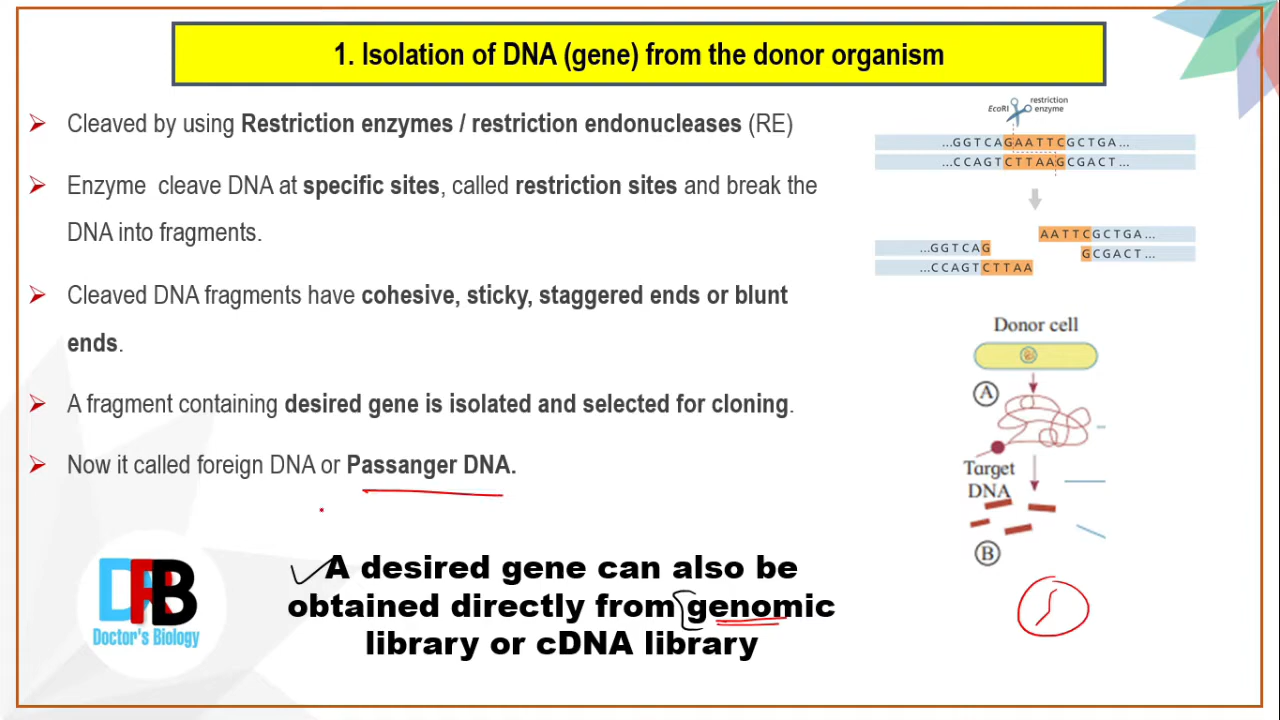 1. Isolation of DNA (gene) from the donor organism
Cleaved by using Restriction enzymes / restriction endonucleases (RE)
Enzyme cleave DNA at specific sites, called restriction sites and break the
DNA into fragments.
Cleaved DNA fragments have cohesive, sticky, staggered ends or blunt
ends.
A fragment containing desired gene is isolated and selected for cloning.
Now it called foreign DNA or Passanger DNA.
A desired gene can also be
obtained directly from genomic
library or cDNA library
DRB
Doctor's Biology
EcoRI
restriction
enzyme
...GGTCAGAATTCGCTGA...
...CCAGTCTTAAGCGACT...
AATTCGCTGA...
...GGTCAG
GCGACT...
...CCAGTCTTAA
Donor cell
A
Target
DNA
B